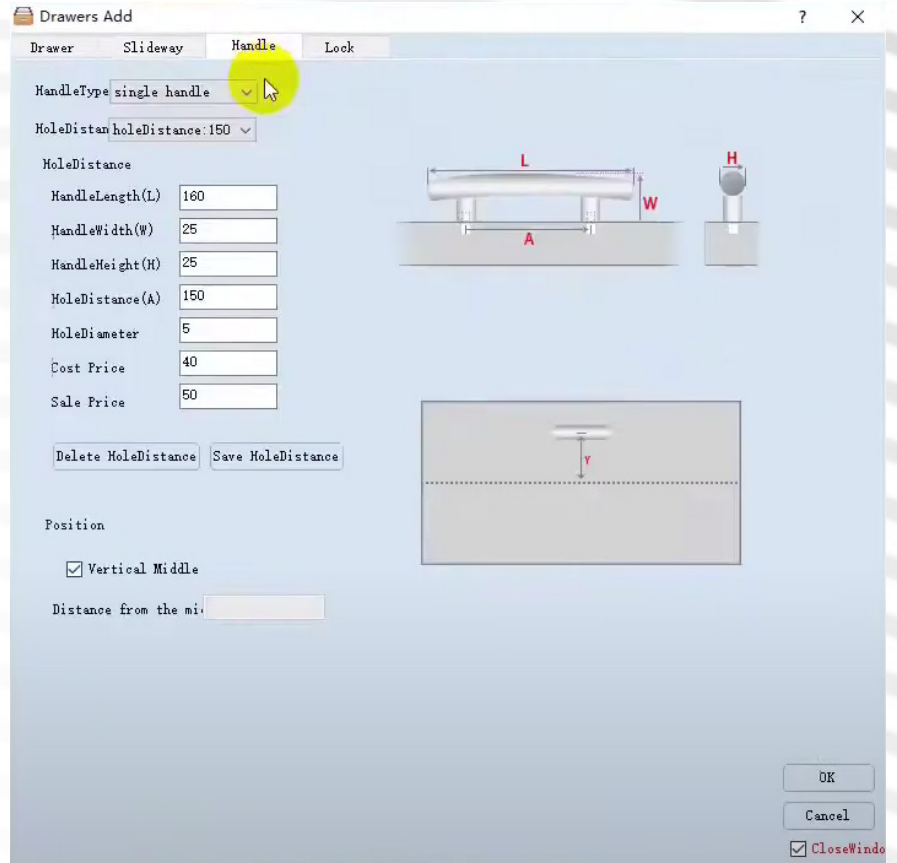 Drawers Add
Drawer Slideway Handle Lock
HandleType single handle
HoleDistan holeDistance:150
HoleDistance
HandleLength(L) 160
HandleWidth(W) 25
HandleHeight(H) 25
HoleDistance(A) 150
HoleDiameter 5
Cost Price 40
Sale Price 50
Delete HoleDistance Save HoleDistance
L
H
W
A
Y
Position
Vertical Middle
Distance from the mi
OK
Cancel
CloseWindo